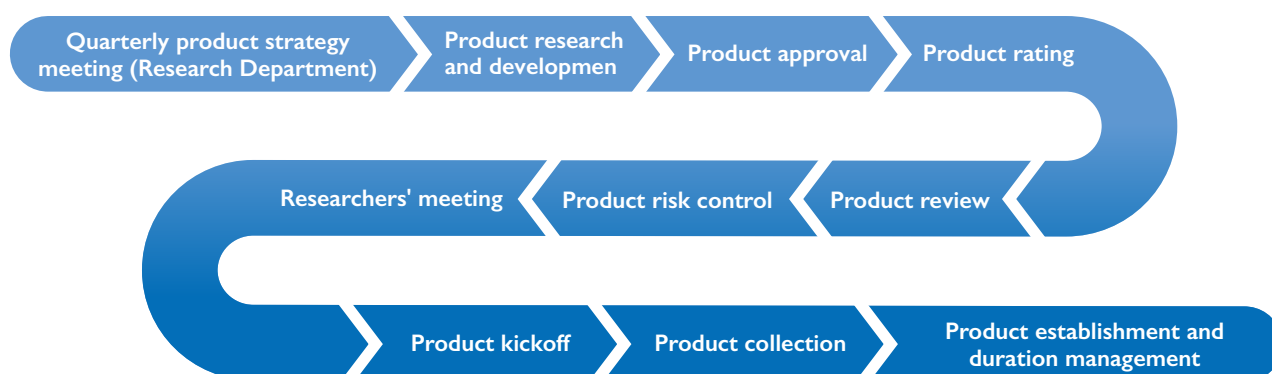 Quarterly product strategy
meeting (Research Department)
Product research
and developmen
Product approval
Product rating
Product review
Product risk control
Researchers' meeting
Product kickoff
Product collection
Product establishment and
duration management